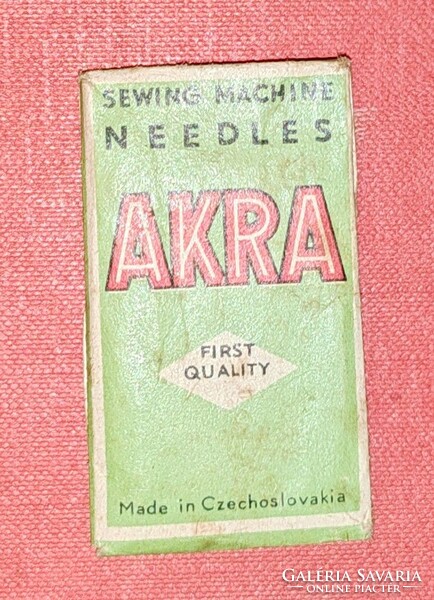 SEWING MACHINE
NEEDLES
AKRA
FIRST
QUALITY
Made in Czechoslovakia
GALÉRIA SAVARIA
ONLINE PIACTÉR